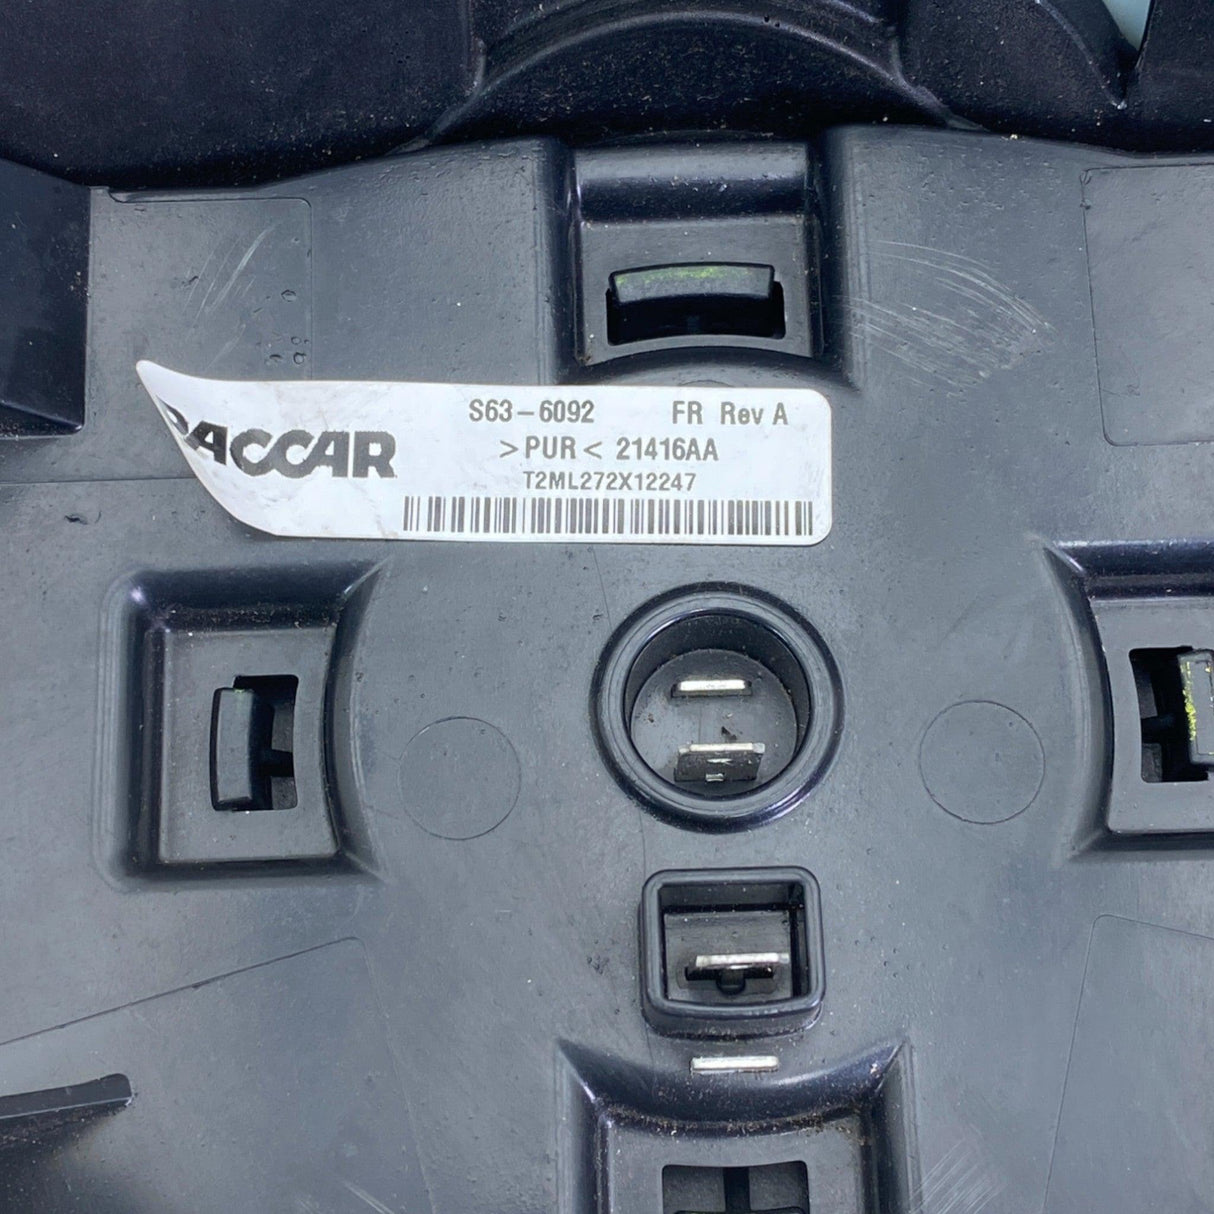 PACCAR
S63-6092 FR Rev A
>PUR< 21416AA
T2ML272X12247